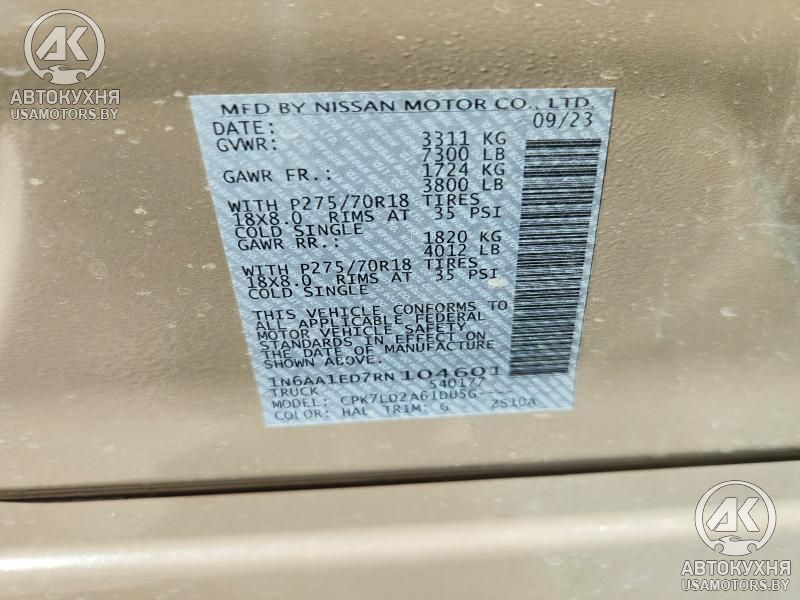 AK
АВТОКУХНЯ
USAMOTORS.BY
MFD BY NISSAN MOTOR CO., LTD.
DATE: 09/23
GVWR: 3311 KG
7300 LB
GAWR FR.: 1724 KG
3800 LB
WITH P275/70R18 TIRES
18X8.0 RIMS AT 35 PSI
COLD SINGLE
GAWR RR.: 1820 KG
4012 LB
WITH P275/70R18 TIRES
18X8.0 RIMS AT 35 PSI
COLD SINGLE
THIS VEHICLE CONFORMS TO
ALL APPLICABLE FEDERAL
MOTOR VEHICLE SAFETY
STANDARDS IN EFFECT ON
THE DATE OF MANUFACTURE
1N6AA1ED7RN104601
TRUCK 540177
MODEL: CPK7LD2A61DU5G----
COLOR: HAL TRIM: G ZS10A
AK
АВТОКУХНЯ
USAMOTORS.BY